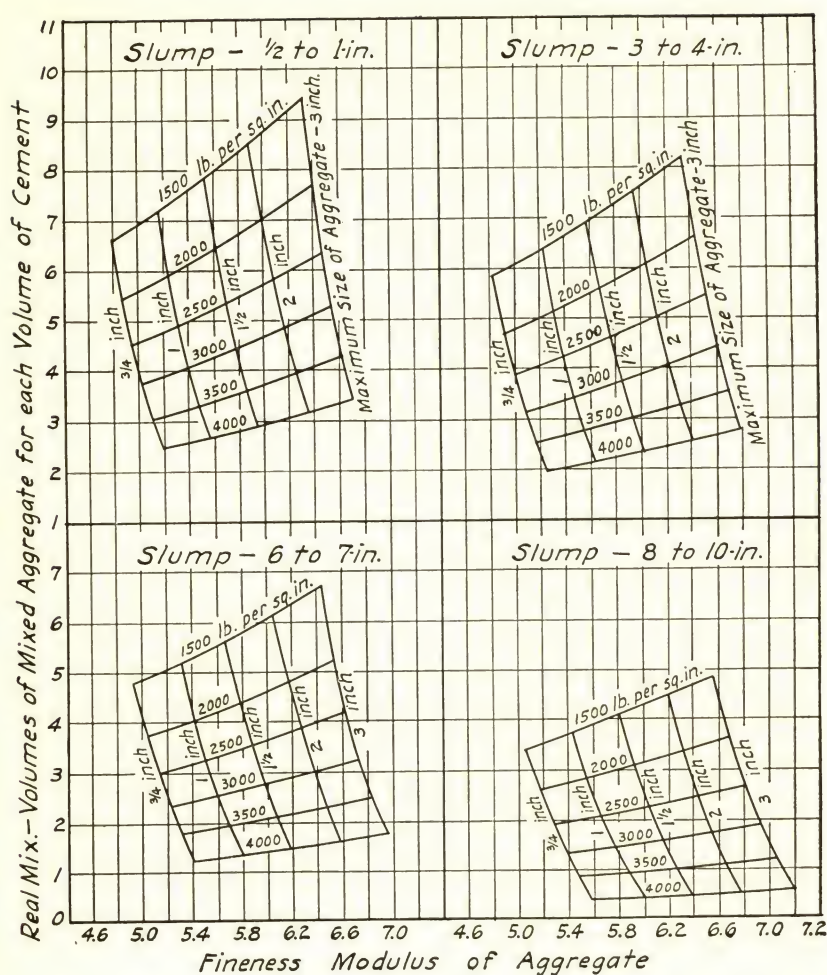 Real Mix.-Volumes of Mixed Aggregate for each Volume of Cement
11
10
9
8
7
6
5
4
3
2
1
Slump - ½ to 1-in.
1500 lb. per sq. in.
2000
2500
3000
3500
4000
¾ inch
1 inch
1½ inch
2 inch
Maximum Size of Aggregate-3 inch.
Slump - 3 to 4-in.
1500 lb. per sq. in.
2000
2500
3000
3500
4000
¾ inch
1 inch
1½ inch
2 inch
Maximum Size of Aggregate-3 inch
7
6
5
4
3
2
1
0
Slump - 6 to 7-in.
1500 lb. per sq. in.
2000
2500
3000
3500
4000
¾ inch
1 inch
1½ inch
2 inch
3 inch
Slump - 8 to 10-in.
1500 lb. per sq. in.
2000
2500
3000
3500
4000
¾ inch
1 inch
1½ inch
2 inch
3 inch
4.6 5.0 5.4 5.8 6.2 6.6 7.0 4.6 5.0 5.4 5.8 6.2 6.6 7.0 7.2
Fineness Modulus of Aggregate